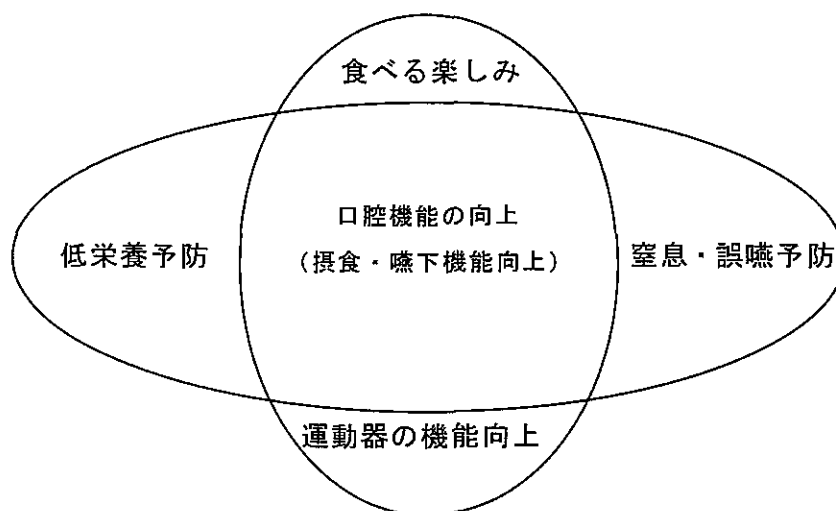 食べる楽しみ
口腔機能の向上
低栄養予防
(摂食・嚥下機能向上)
窒息・誤嚥予防
運動器の機能向上